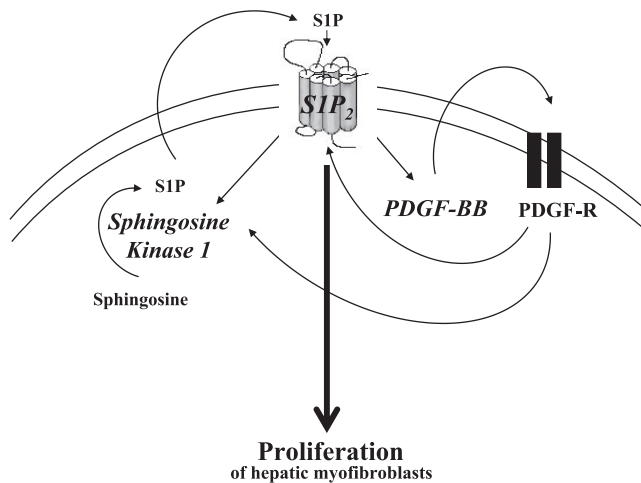 S1P
S1P2
S1P
Sphingosine
Kinase 1
Sphingosine
PDGF-BB
PDGF-R
Proliferation
of hepatic myofibroblasts